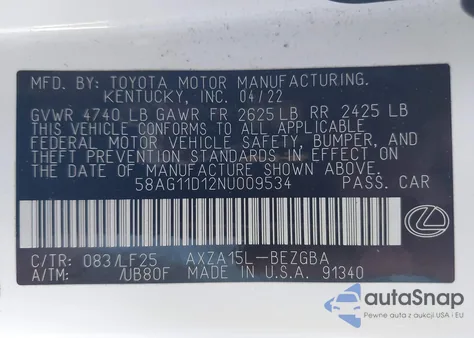 MFD. BY: TOYOTA MOTOR MANUFACTURING.
KENTUCKY, INC. 04/22
GVWR 4740 LB GAWR FR 2625 LB RR 2425 LB
THIS VEHICLE CONFORMS TO ALL APPLICABLE
FEDERAL MOTOR VEHICLE SAFETY, BUMPER, AND
THEFT PREVENTION STANDARDS IN EFFECT ON
THE DATE OF MANUFACTURE SHOWN ABOVE.
58AG11D12NU009534 PASS. CAR
C/TR: 083/LF25 AXZA15L-BEZGBA
A/TM: /UB80F MADE IN U.S.A. 91340
autoSnap
Pewne auto z aukcji USA i EU